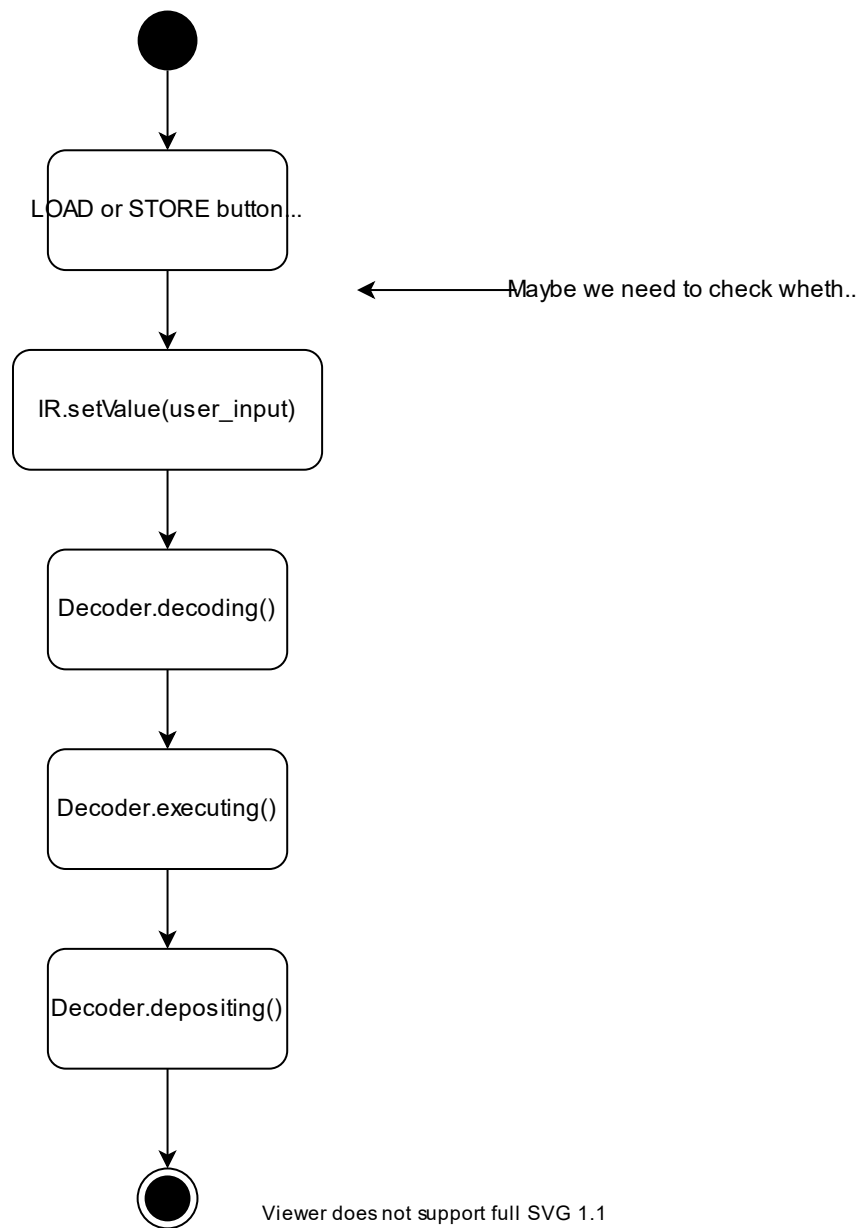 LOAD or STORE button...
Maybe we need to check wheth...
IR.setValue(user_input)
Decoder.decoding()
Decoder.executing()
Decoder.depositing()
Viewer does not support full SVG 1.1